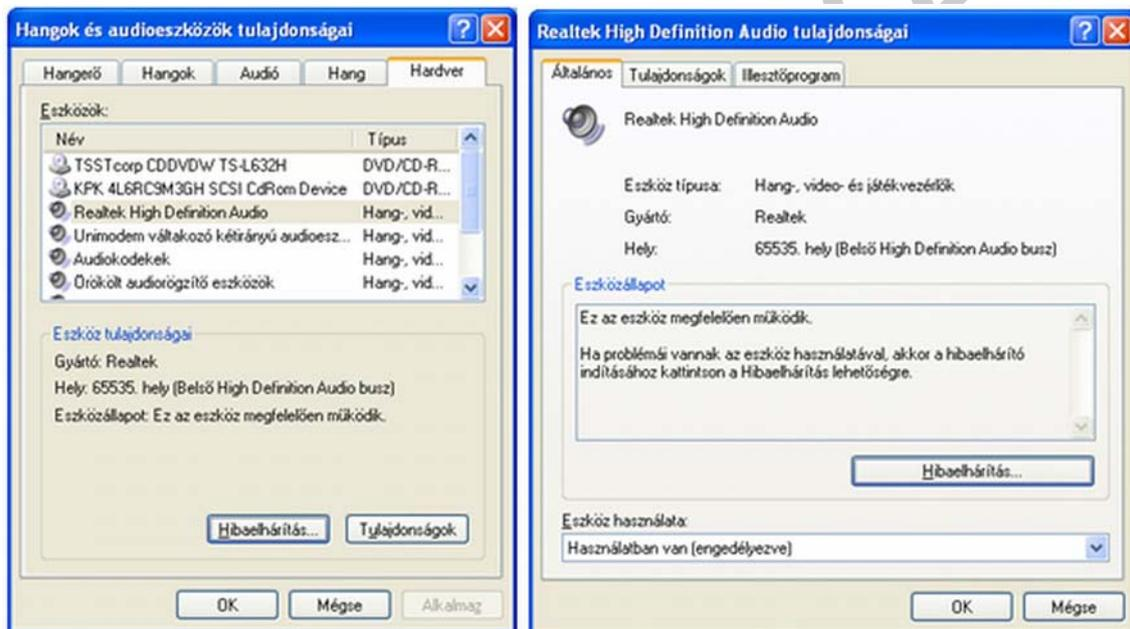 Hangok és audioeszközök tulajdonságai
Hangerő Hangok Audió Hang Hardver
Eszközök:
Név Típus
TSSTcorp CDDVDW TS-L632H DVD/CD-R...
KPK 4L6RC9M3GH SCSI CdRom Device DVD/CD-R...
Realtek High Definition Audio Hang-, vid...
Unimodem váltakozó kétirányú audioesz... Hang-, vid...
Audiokodekek Hang-, vid...
Örökölt audiorögzítő eszközök Hang-, vid...
Eszköz tulajdonságai
Gyártó: Realtek
Hely: 65535. hely (Belső High Definition Audio busz)
Eszközállapot: Ez az eszköz megfelelően működik.
Hibaelhárítás... Tulajdonságok
OK Mégse Alkalmaz
Realtek High Definition Audio tulajdonságai
Általános Tulajdonságok Illesztőprogram
Realtek High Definition Audio
Eszköz típusa: Hang-, video- és játékvezérlők
Gyártó: Realtek
Hely: 65535. hely (Belső High Definition Audio busz)
Eszközállapot
Ez az eszköz megfelelően működik.
Ha problémái vannak az eszköz használatával, akkor a hibaelhárító
indításához kattintson a Hibaelhárítás lehetőségre.
Hibaelhárítás...
Eszköz használata:
Használatban van (engedélyezve)
OK Mégse